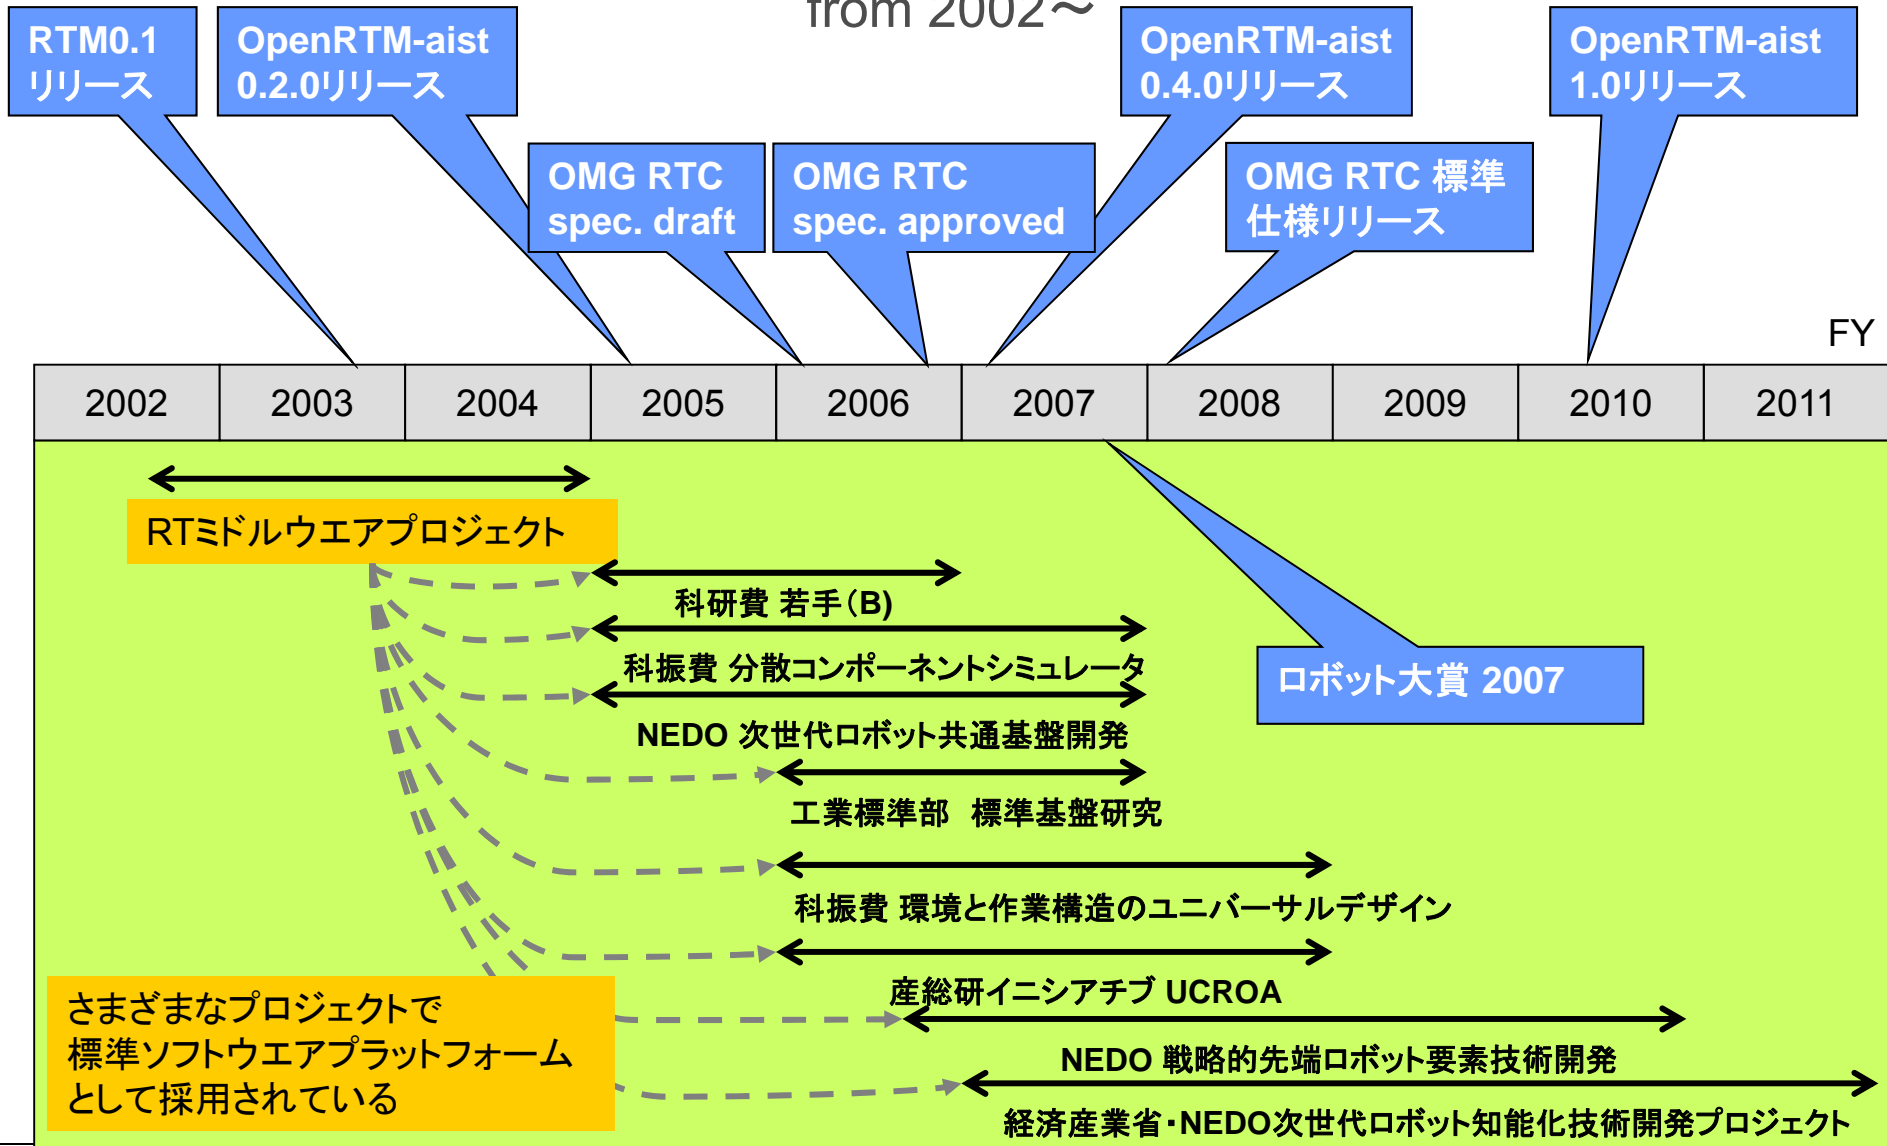 from 2002～
RTM0.1
リリース
OpenRTM-aist
0.2.0リリース
OpenRTM-aist
0.4.0リリース
OpenRTM-aist
1.0リリース
OMG RTC
spec. draft
OMG RTC
spec. approved
OMG RTC 標準
仕様リリース
FY
2002 2003 2004 2005 2006 2007 2008 2009 2010 2011
RTミドルウエアプロジェクト
科研費 若手（B)
科振費 分散コンポーネントシミュレータ
ロボット大賞 2007
NEDO 次世代ロボット共通基盤開発
工業標準部　標準基盤研究
科振費 環境と作業構造のユニバーサルデザイン
産総研イニシアチブ UCROA
さまざまなプロジェクトで
標準ソフトウエアプラットフォーム
として採用されている
NEDO 戦略的先端ロボット要素技術開発
経済産業省・NEDO次世代ロボット知能化技術開発プロジェクト